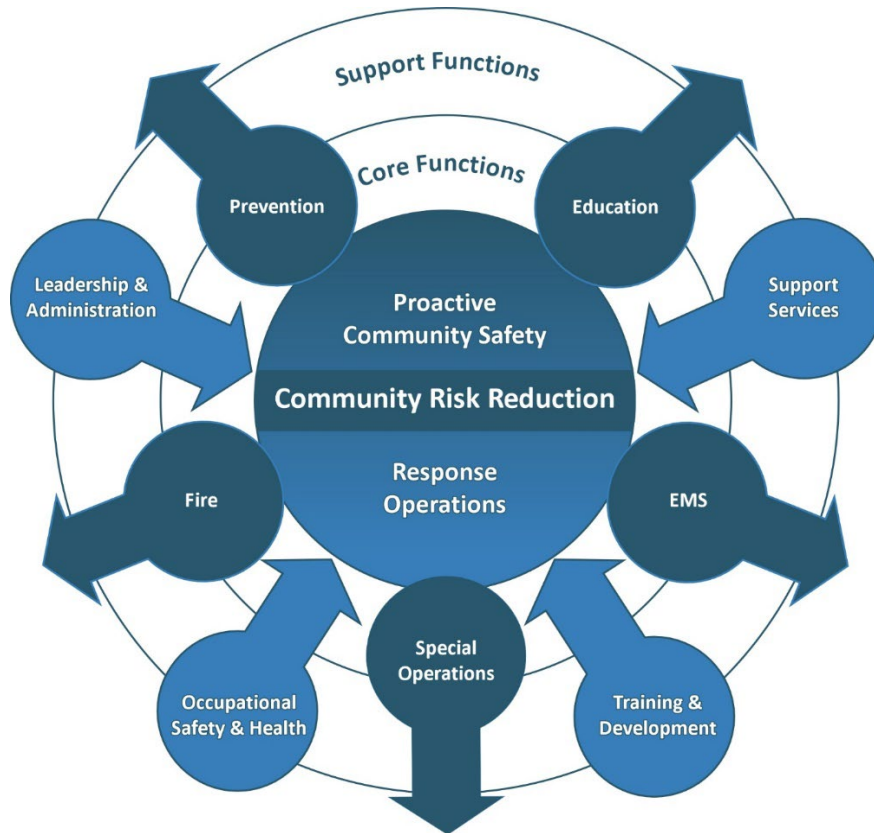 Support Functions
Core Functions
Prevention
Education
Leadership &
Administration
Support
Services
Proactive
Community Safety
Community Risk Reduction
Response
Operations
Fire
EMS
Special
Operations
Occupational
Safety & Health
Training &
Development